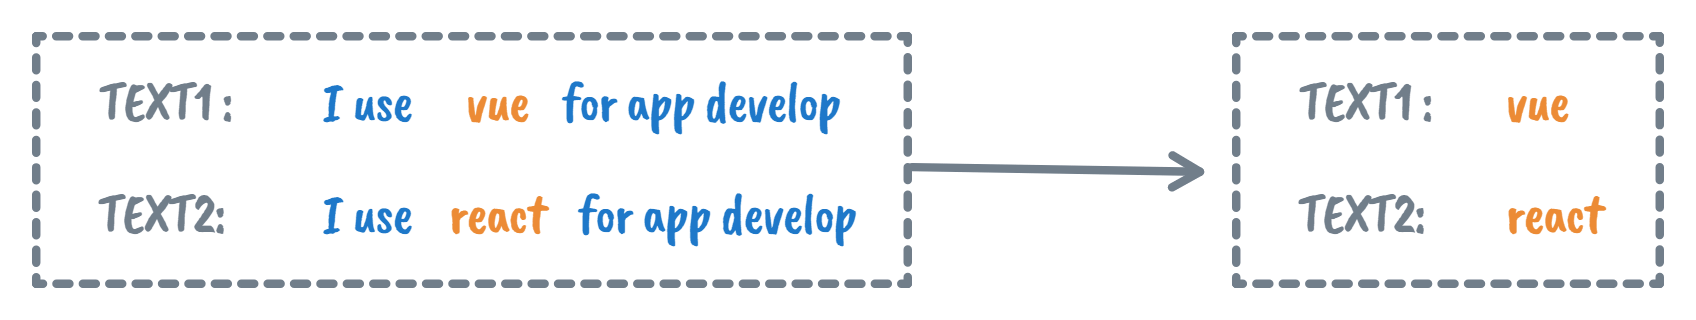 TEXT1: I use vue for app develop
TEXT2: I use react for app develop
TEXT1: vue
TEXT2: react